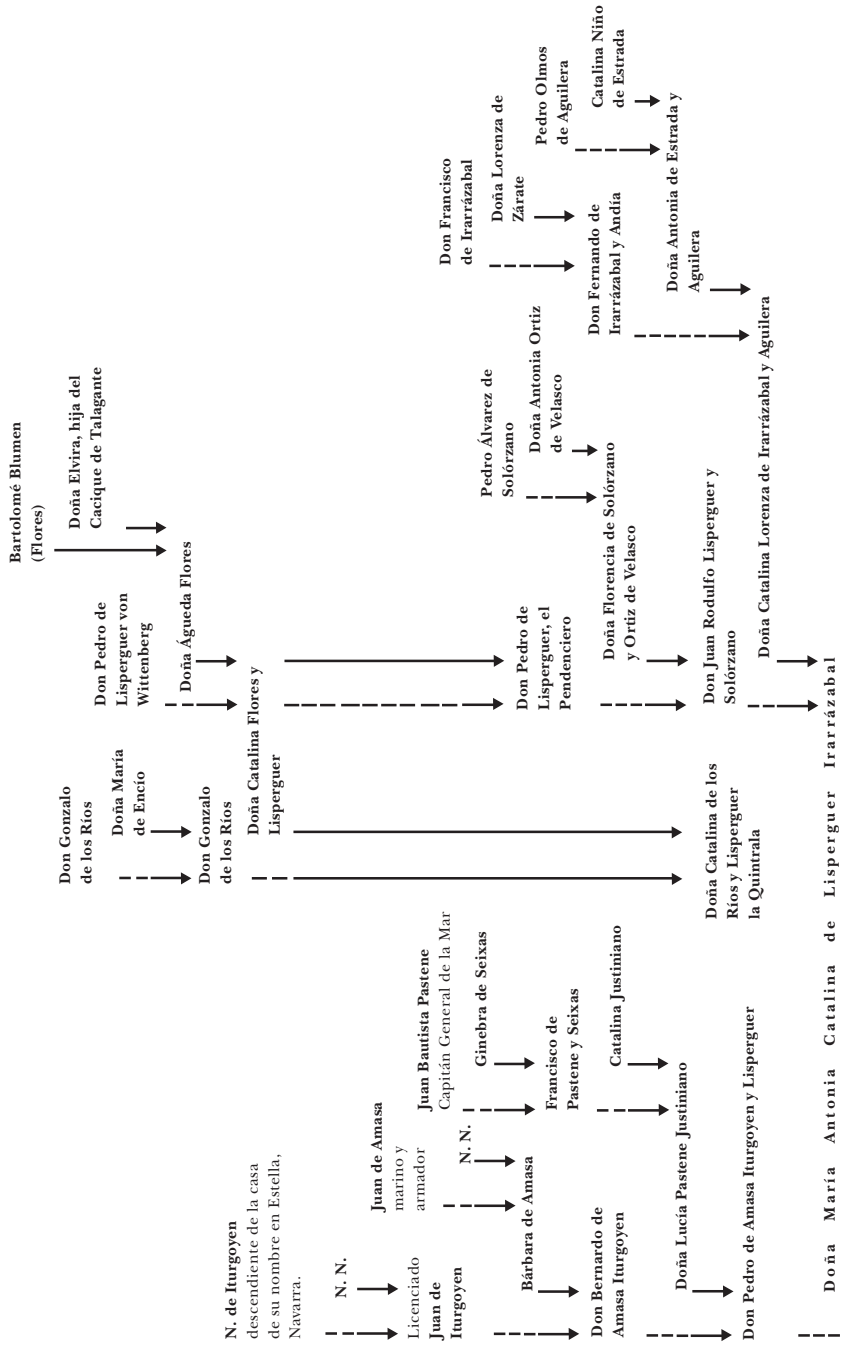 N. de Iturgoyen
descendiente de la casa
de su nombre en Estella,
Navarra.
N. N.
Licenciado
Juan de
Iturgoyen
Juan de Amasa
marino y
armador
N. N.
Bárbara de Amasa
Don Bernardo de
Amasa Iturgoyen
Juan Bautista Pastene
Capitán General de la Mar
Ginebra de Seixas
Francisco de
Pastene y Seixas
Catalina Justiniano
Doña Lucía Pastene Justiniano
Don Pedro de Amasa Iturgoyen y Lisperguer
Don Gonzalo
de los Ríos
Doña María
de Encío
Don Gonzalo
de los Ríos
Bartolomé Blumen
(Flores)
Doña Elvira, hija del
Cacique de Talagante
Don Pedro de
Lisperguer von
Wittenberg
Doña Águeda Flores
Doña Catalina Flores y
Lisperguer
Doña Catalina de los
Ríos y Lisperguer
la Quintrala
Don Pedro de
Lisperguer, el
Pendenciero
Pedro Álvarez de
Solórzano
Doña Antonia Ortiz
de Velasco
Doña Florencia de Solórzano
y Ortiz de Velasco
Don Juan Rodulfo Lisperguer y
Solórzano
Don Francisco
de Irarrázabal
Doña Lorenza de
Zárate
Don Fernando de
Irarrázabal y Andía
Pedro Olmos
de Aguilera
Catalina Niño
de Estrada
Doña Antonia de Estrada y
Aguilera
Doña Catalina Lorenza de Irarrázabal y Aguilera
Doña María Antonia Catalina de Lisperguer Irarrázabal